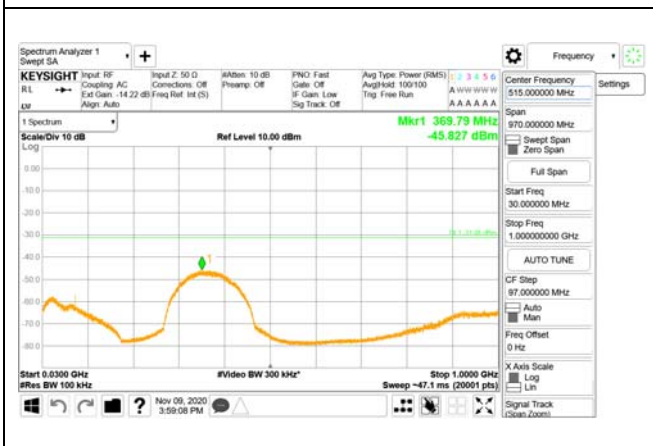 Spectrum Analyzer 1
Swept SA
+
Frequency
KEYSIGHT
Input: RF
Input Z: 50 Ω
#Atten: 10 dB
PNO: Fast
Avg Type: Power (RMS)
1 2 3 4 5 6
RL
Coupling: AC
Corrections: Off
Preamp: Off
Gate: Off
Avg|Hold: 100/100
A W W W W W
Ext Gain: -14.22 dB
Freq Ref: Int (S)
IF Gain: Low
Trig: Free Run
Align: Auto
Sig Track: Off
A A A A A A
1 Spectrum
Mkr1 369.79 MHz
Scale/Div 10 dB
Ref Level 10.00 dBm
-45.827 dBm
Log
0.00
-10.0
-20.0
-30.0
-40.0
-50.0
-60.0
-70.0
-80.0
1
Start 0.0300 GHz
#Video BW 300 kHz*
Stop 1.0000 GHz
#Res BW 100 kHz
Sweep ~47.1 ms (20001 pts)
Nov 09, 2020
3:59:08 PM
?
Center Frequency
515.000000 MHz
Settings
Span
970.000000 MHz
Swept Span
Zero Span
Full Span
Start Freq
30.000000 MHz
Stop Freq
1.000000000 GHz
AUTO TUNE
CF Step
97.000000 MHz
Auto
Man
Freq Offset
0 Hz
X Axis Scale
Log
Lin
Signal Track
(Span Zoom)